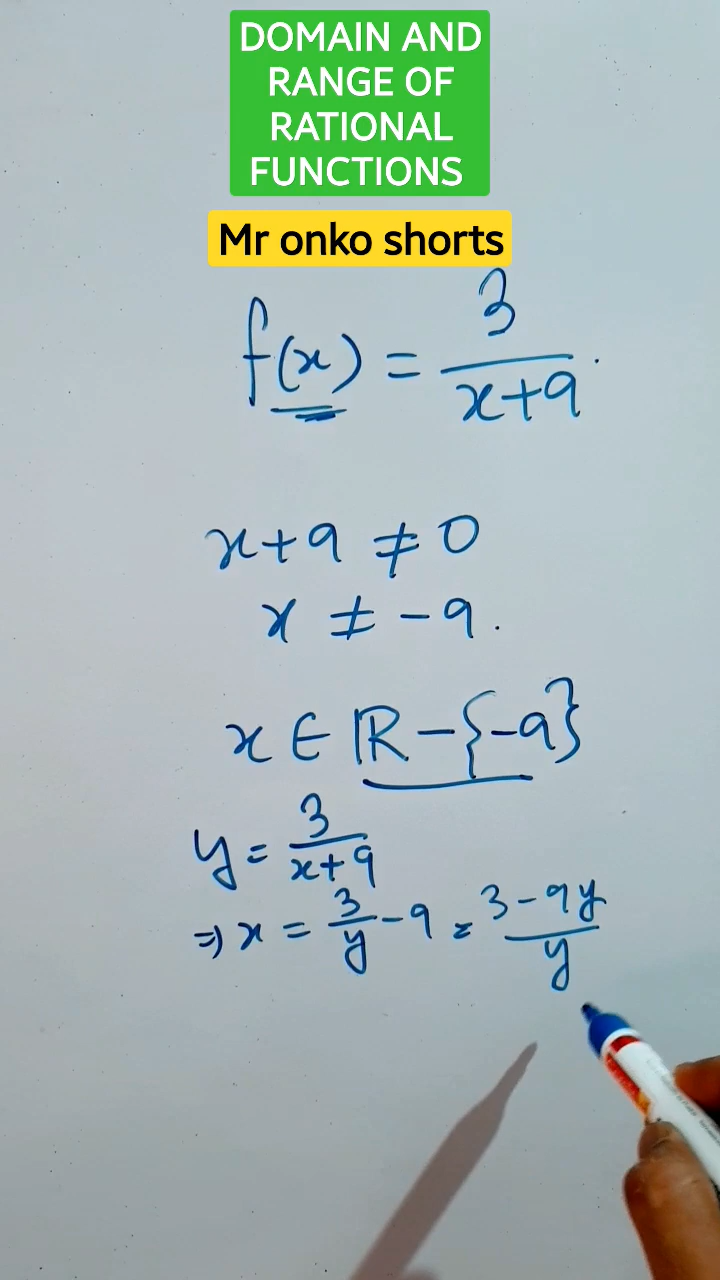 DOMAIN AND
RANGE OF
RATIONAL
FUNCTIONS
Mr onko shorts
f(x) = 3/(x+9).
x+9 ≠ 0
x ≠ -9.
x ∈ ℝ-{-9}
y = 3/(x+9)
⇒ x = 3/y - 9 = (3-9y)/y